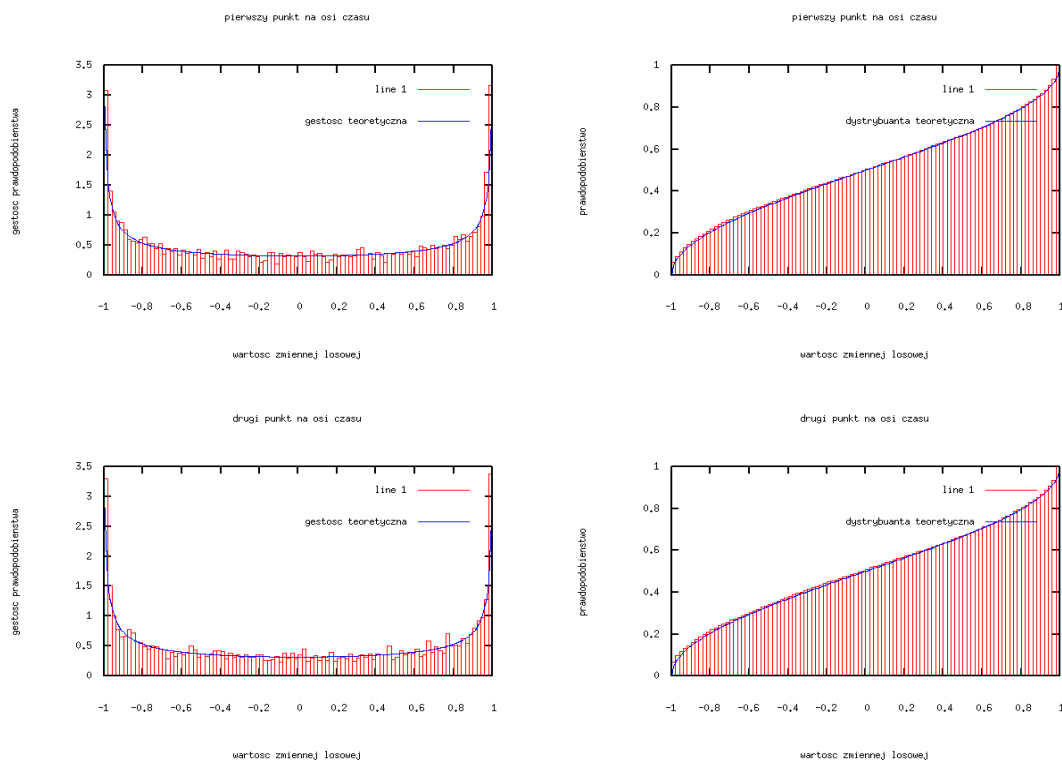 pierwszy punkt na osi czasu
gestosc prawdopodobienstwa
3.5
3
2.5
2
1.5
1
0.5
0
line 1
gestosc teoretyczna
-1 -0.8 -0.6 -0.4 -0.2 0 0.2 0.4 0.6 0.8 1
wartosc zmiennej losowej
pierwszy punkt na osi czasu
prawdopodobienstwo
1
0.8
0.6
0.4
0.2
0
line 1
dystrybuanta teoretyczna
-1 -0.8 -0.6 -0.4 -0.2 0 0.2 0.4 0.6 0.8 1
wartosc zmiennej losowej
drugi punkt na osi czasu
gestosc prawdopodobienstwa
3.5
3
2.5
2
1.5
1
0.5
0
line 1
gestosc teoretyczna
-1 -0.8 -0.6 -0.4 -0.2 0 0.2 0.4 0.6 0.8 1
wartosc zmiennej losowej
drugi punkt na osi czasu
prawdopodobienstwo
1
0.8
0.6
0.4
0.2
0
line 1
dystrybuanta teoretyczna
-1 -0.8 -0.6 -0.4 -0.2 0 0.2 0.4 0.6 0.8 1
wartosc zmiennej losowej